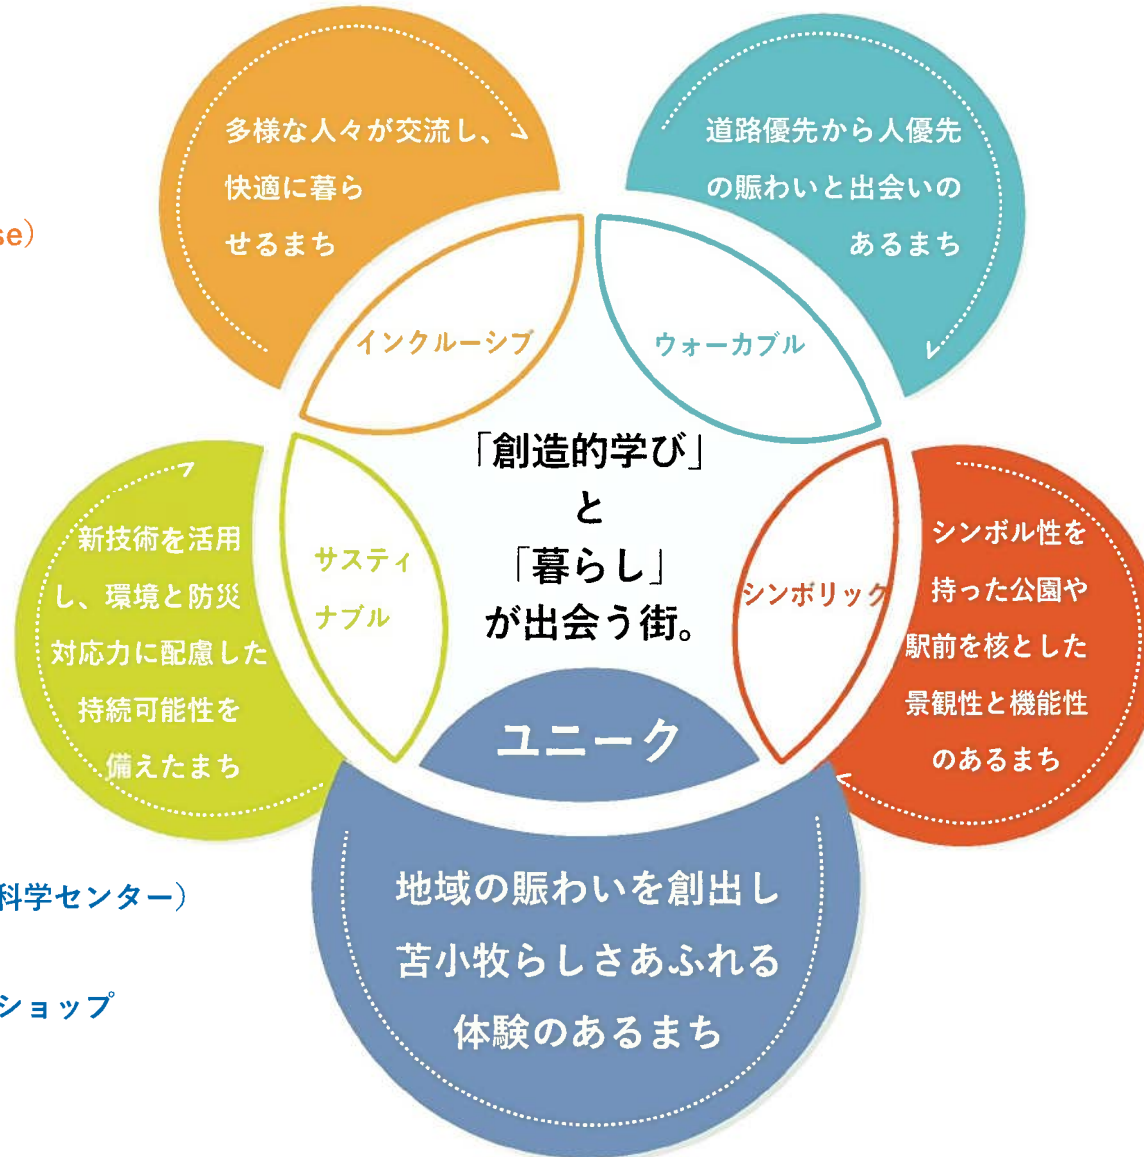 多様な人々が交流し、
快適に暮ら
せるまち
道路優先から人優先
の賑わいと出会いの
あるまち
se）
インクルーシブ
ウォーカブル
「創造的学び」
と
「暮らし」
が出会う街。
新技術を活用
し、環境と防災
対応力に配慮した
持続可能性を
備えたまち
サスティ
ナブル
シンボリック
シンボル性を
持った公園や
駅前を核とした
景観性と機能性
のあるまち
ユニーク
地域の賑わいを創出し
苫小牧らしさあふれる
体験のあるまち
科学センター）
ショップ